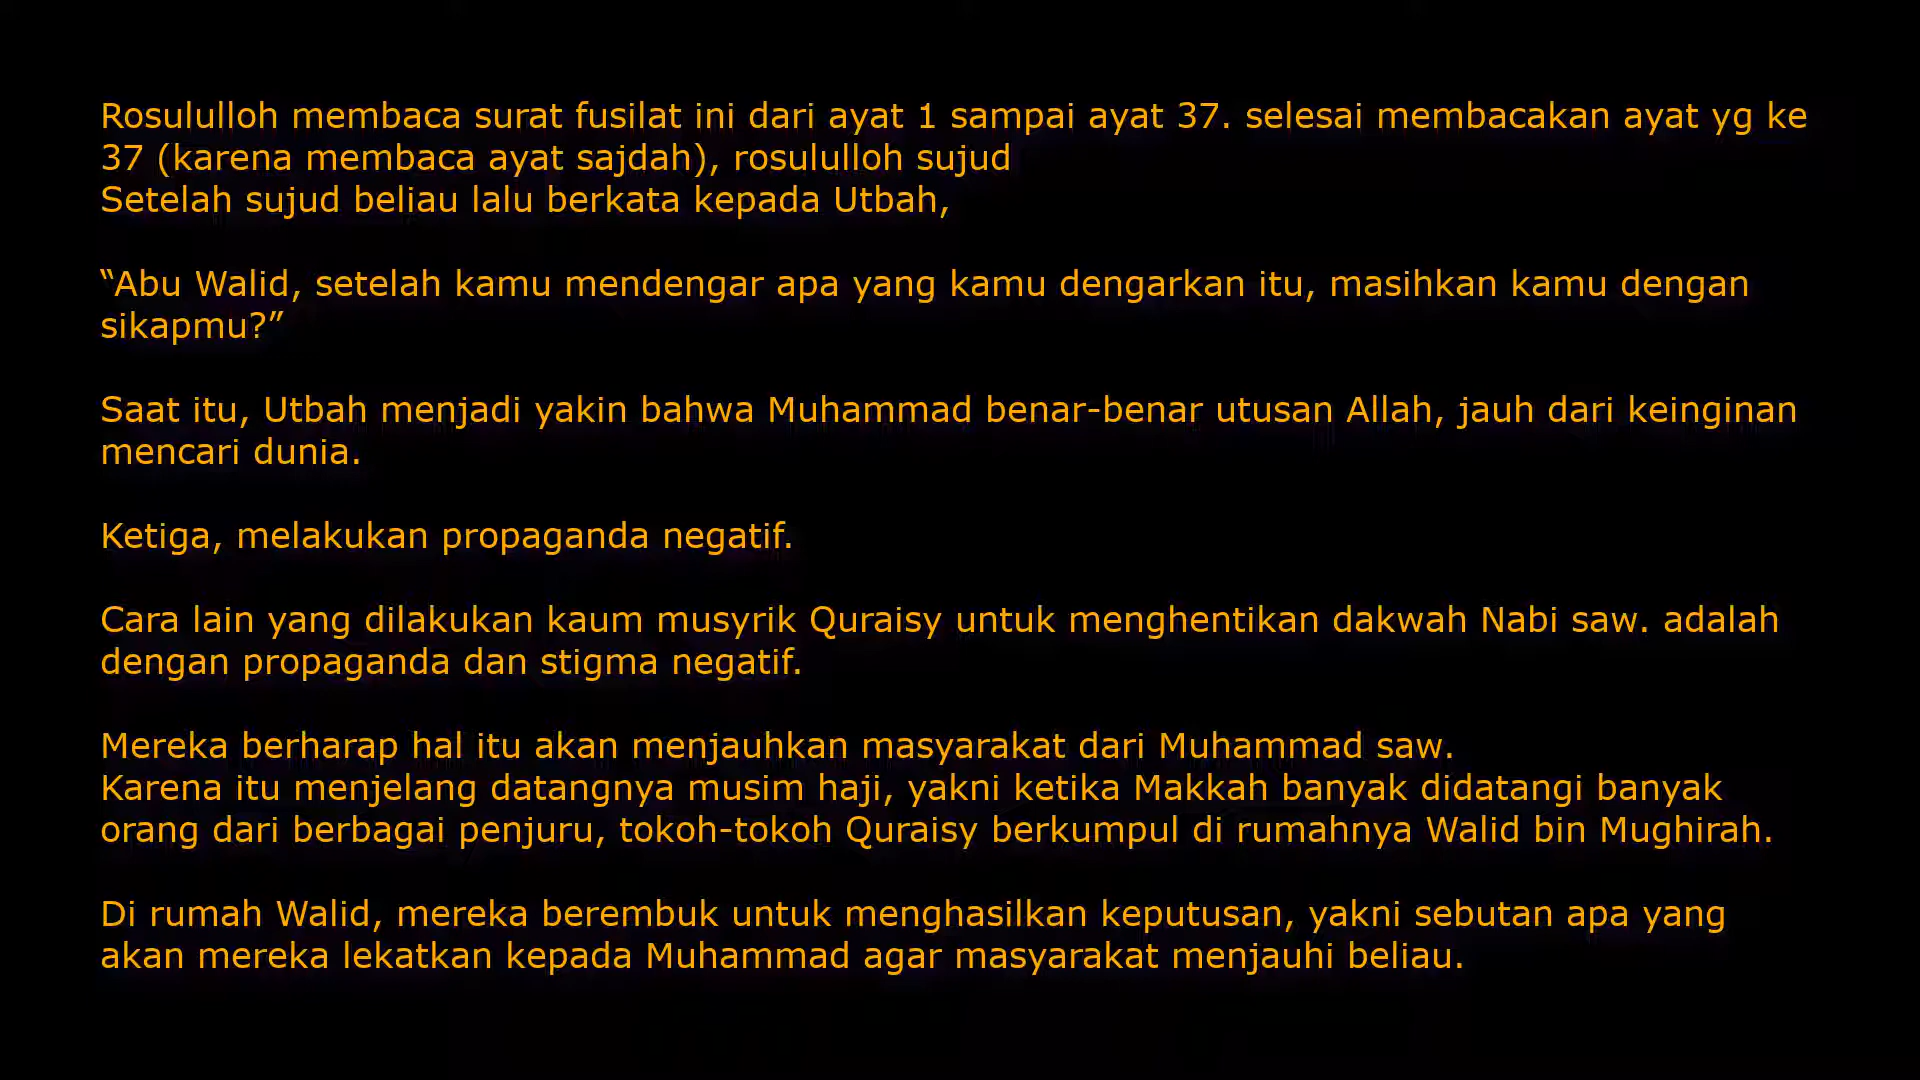 Rosululloh membaca surat fusilat ini dari ayat 1 sampai ayat 37. selesai membacakan ayat yg ke
37 (karena membaca ayat sajdah), rosululloh sujud
Setelah sujud beliau lalu berkata kepada Utbah,
“Abu Walid, setelah kamu mendengar apa yang kamu dengarkan itu, masihkan kamu dengan
sikapmu?”
Saat itu, Utbah menjadi yakin bahwa Muhammad benar-benar utusan Allah, jauh dari keinginan
mencari dunia.
Ketiga, melakukan propaganda negatif.
Cara lain yang dilakukan kaum musyrik Quraisy untuk menghentikan dakwah Nabi saw. adalah
dengan propaganda dan stigma negatif.
Mereka berharap hal itu akan menjauhkan masyarakat dari Muhammad saw.
Karena itu menjelang datangnya musim haji, yakni ketika Makkah banyak didatangi banyak
orang dari berbagai penjuru, tokoh-tokoh Quraisy berkumpul di rumahnya Walid bin Mughirah.
Di rumah Walid, mereka berembuk untuk menghasilkan keputusan, yakni sebutan apa yang
akan mereka lekatkan kepada Muhammad agar masyarakat menjauhi beliau.